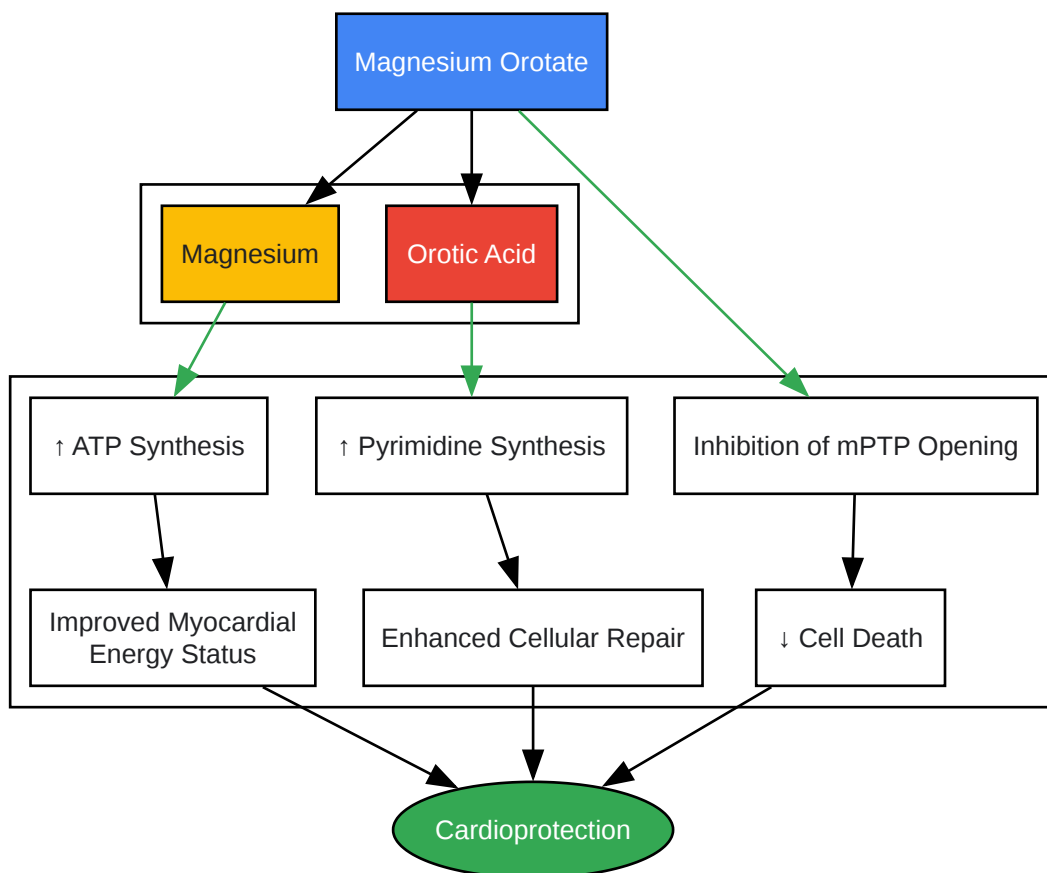 Magnesium Orotate
Magnesium
Orotic Acid
↑ ATP Synthesis
↑ Pyrimidine Synthesis
Inhibition of mPTP Opening
Improved Myocardial
Energy Status
Enhanced Cellular Repair
↓ Cell Death
Cardioprotection